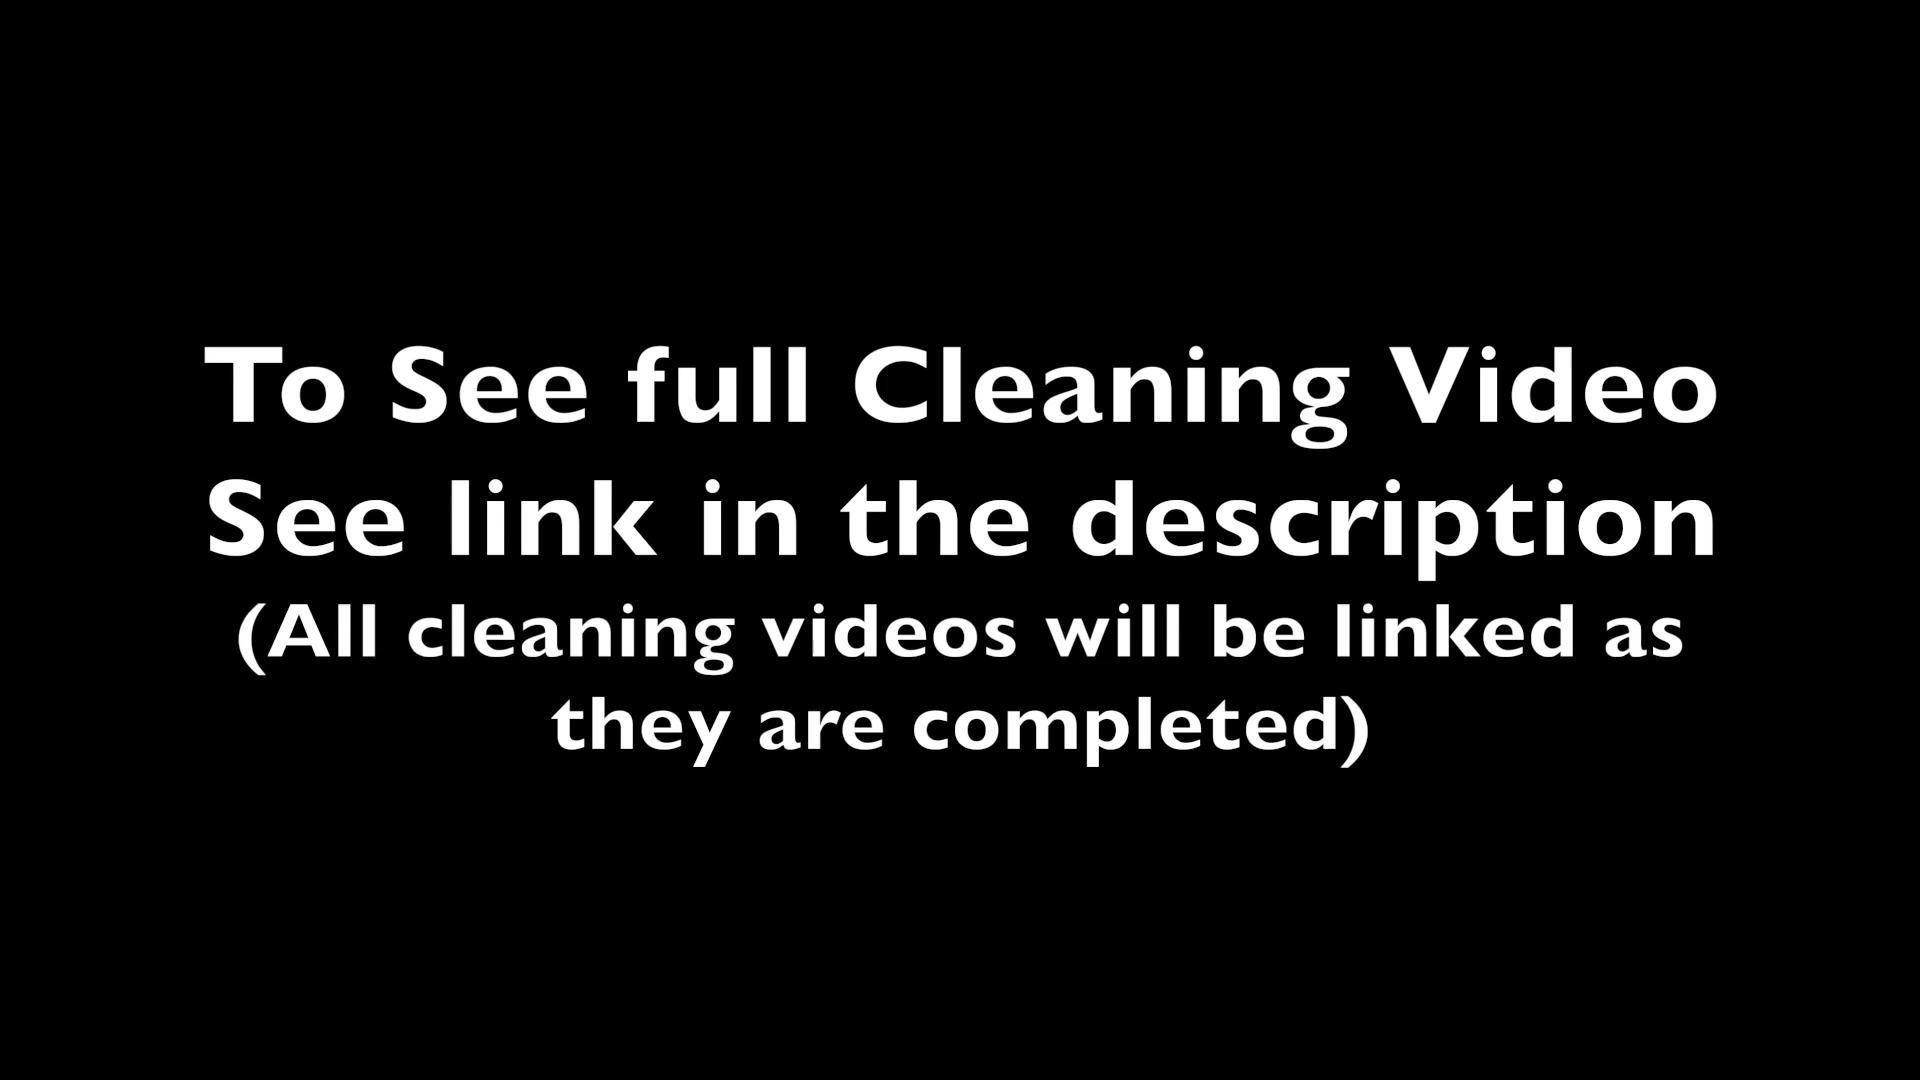 To See full Cleaning Video
See link in the description
(All cleaning videos will be linked as
they are completed)